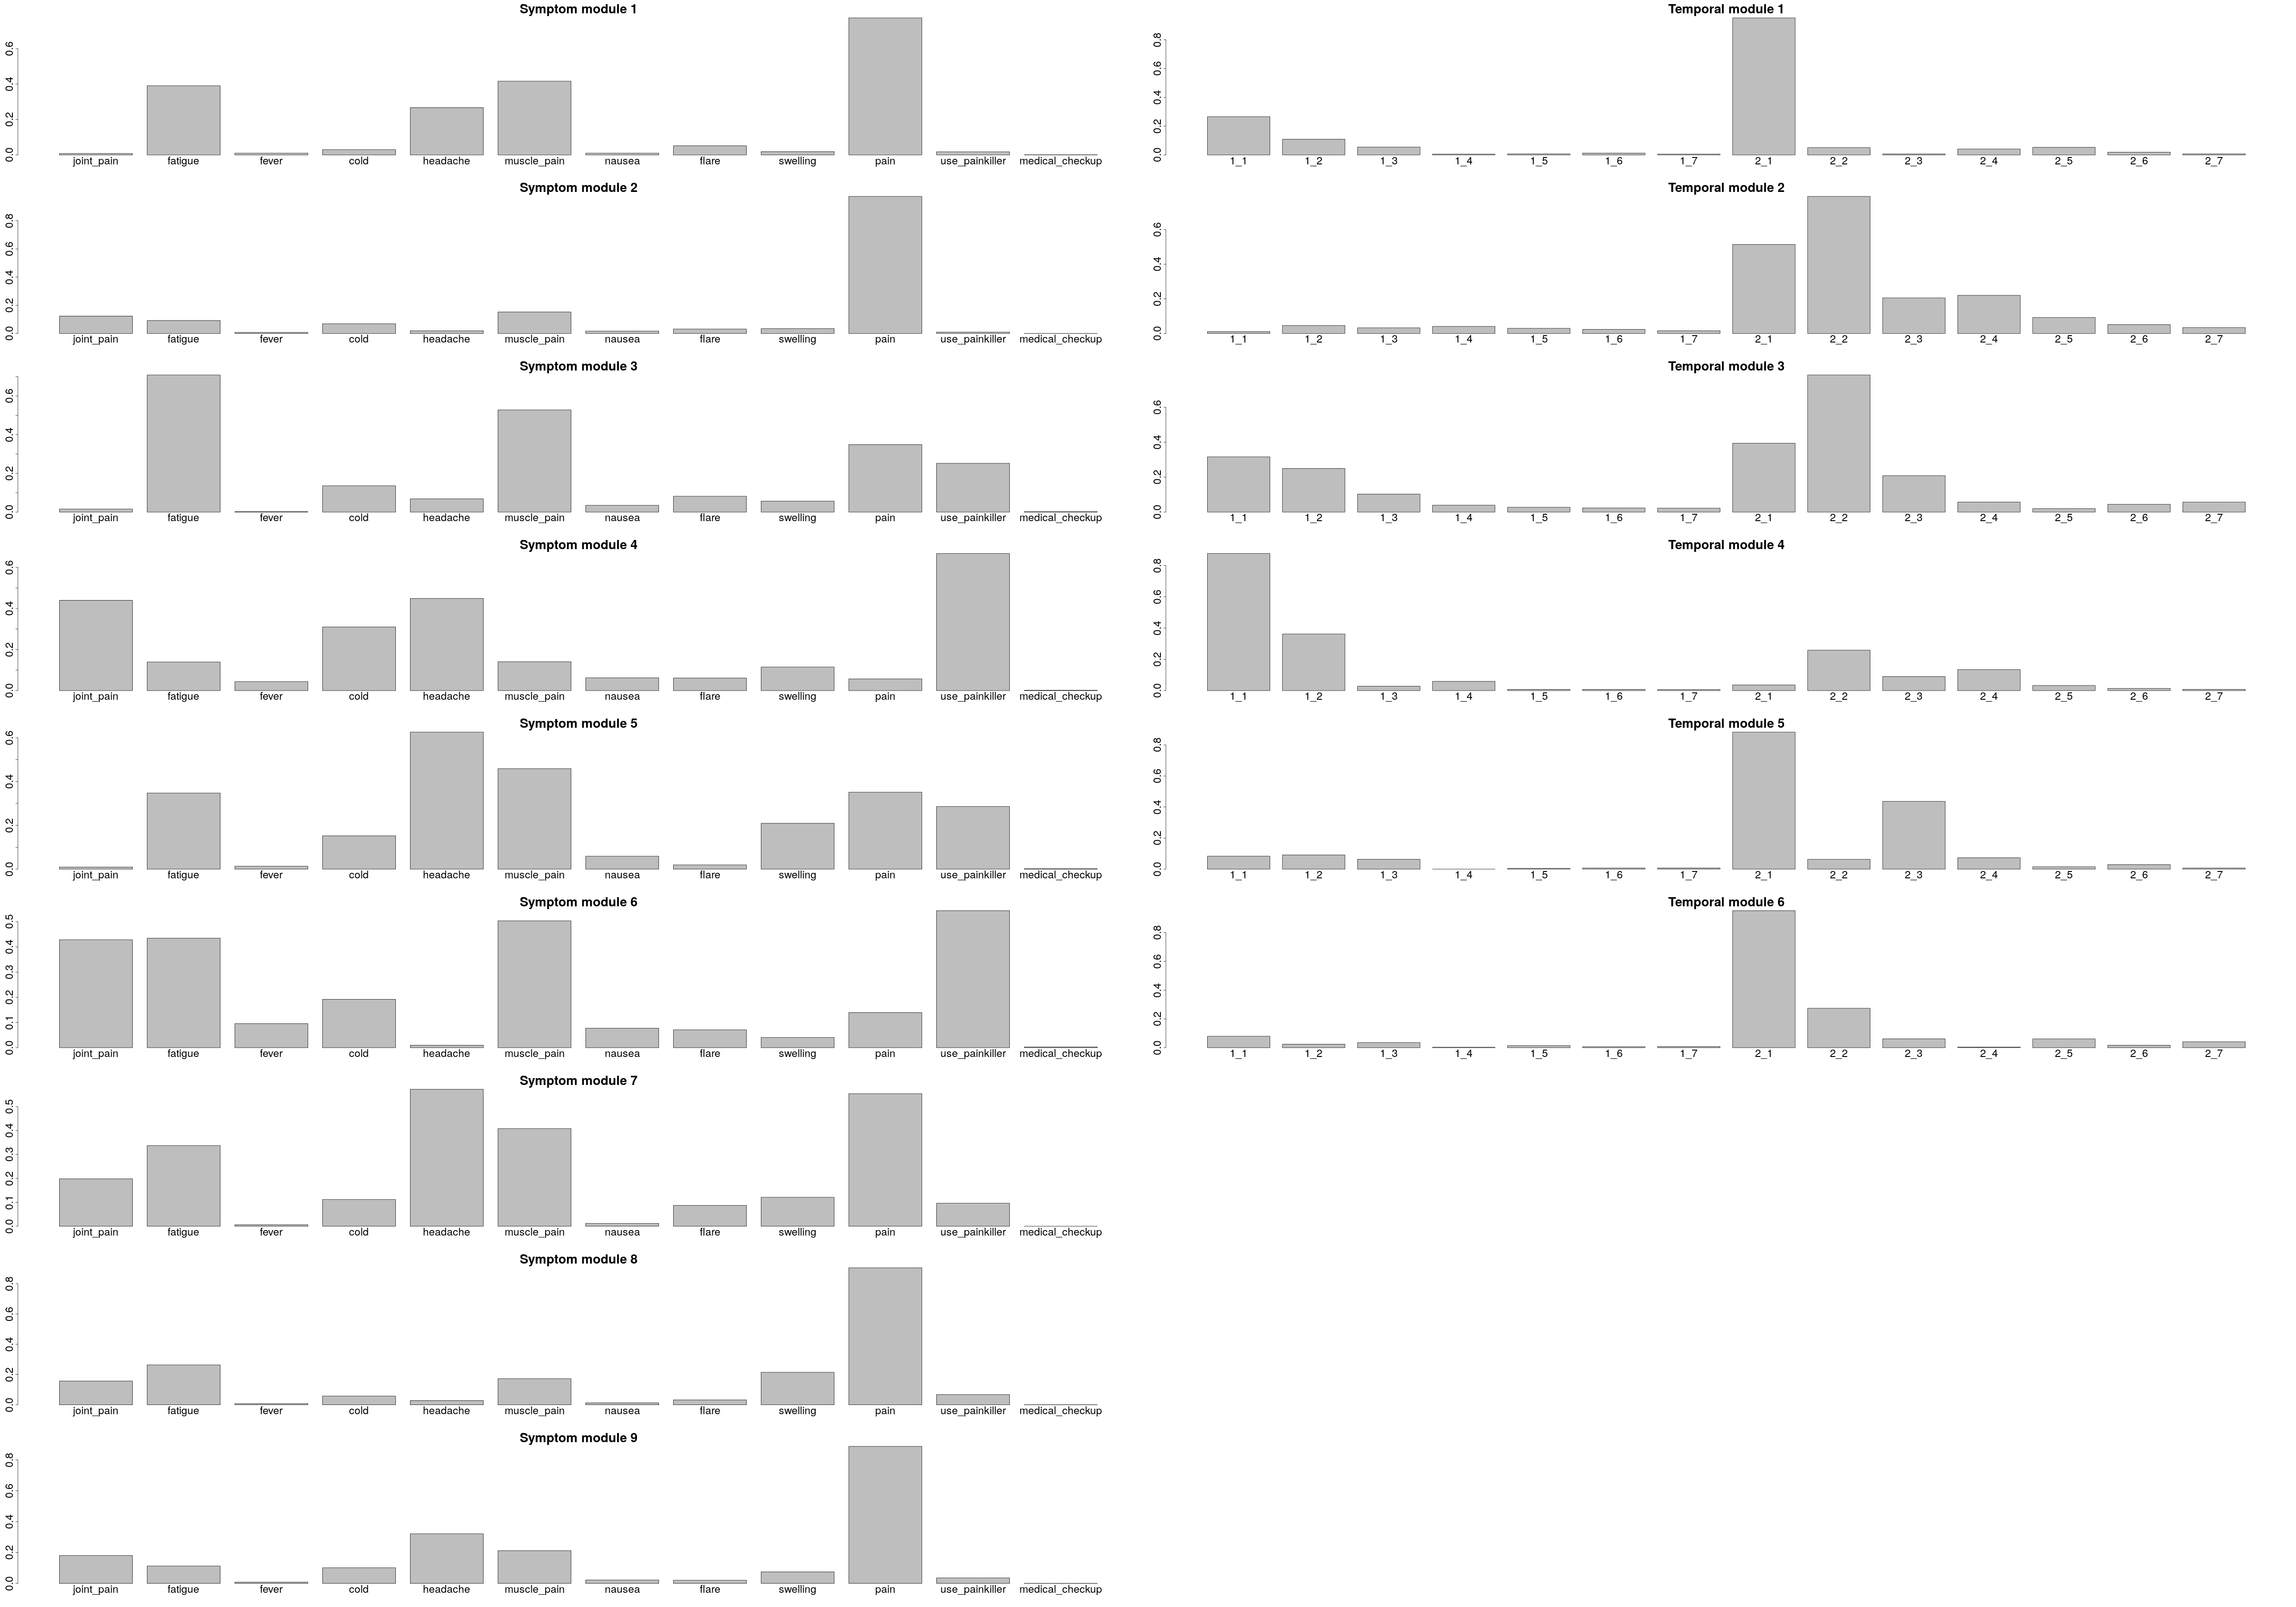 Symptom module 1
0.0 0.2 0.4 0.6
joint_pain fatigue fever cold headache muscle_pain nausea flare swelling pain use_painkiller medical_checkup
Temporal module 1
0.0 0.2 0.4 0.6 0.8
1_1 1_2 1_3 1_4 1_5 1_6 1_7 2_1 2_2 2_3 2_4 2_5 2_6 2_7
Symptom module 2
0.0 0.2 0.4 0.6 0.8
joint_pain fatigue fever cold headache muscle_pain nausea flare swelling pain use_painkiller medical_checkup
Temporal module 2
0.0 0.2 0.4 0.6
1_1 1_2 1_3 1_4 1_5 1_6 1_7 2_1 2_2 2_3 2_4 2_5 2_6 2_7
Symptom module 3
0.0 0.2 0.4 0.6
joint_pain fatigue fever cold headache muscle_pain nausea flare swelling pain use_painkiller medical_checkup
Temporal module 3
0.0 0.2 0.4 0.6
1_1 1_2 1_3 1_4 1_5 1_6 1_7 2_1 2_2 2_3 2_4 2_5 2_6 2_7
Symptom module 4
0.0 0.2 0.4 0.6
joint_pain fatigue fever cold headache muscle_pain nausea flare swelling pain use_painkiller medical_checkup
Temporal module 4
0.0 0.2 0.4 0.6 0.8
1_1 1_2 1_3 1_4 1_5 1_6 1_7 2_1 2_2 2_3 2_4 2_5 2_6 2_7
Symptom module 5
0.0 0.2 0.4 0.6
joint_pain fatigue fever cold headache muscle_pain nausea flare swelling pain use_painkiller medical_checkup
Temporal module 5
0.0 0.2 0.4 0.6 0.8
1_1 1_2 1_3 1_4 1_5 1_6 1_7 2_1 2_2 2_3 2_4 2_5 2_6 2_7
Symptom module 6
0.0 0.1 0.2 0.3 0.4 0.5
joint_pain fatigue fever cold headache muscle_pain nausea flare swelling pain use_painkiller medical_checkup
Temporal module 6
0.0 0.2 0.4 0.6 0.8
1_1 1_2 1_3 1_4 1_5 1_6 1_7 2_1 2_2 2_3 2_4 2_5 2_6 2_7
Symptom module 7
0.0 0.1 0.2 0.3 0.4 0.5
joint_pain fatigue fever cold headache muscle_pain nausea flare swelling pain use_painkiller medical_checkup
Symptom module 8
0.0 0.2 0.4 0.6 0.8
joint_pain fatigue fever cold headache muscle_pain nausea flare swelling pain use_painkiller medical_checkup
Symptom module 9
0.0 0.2 0.4 0.6 0.8
joint_pain fatigue fever cold headache muscle_pain nausea flare swelling pain use_painkiller medical_checkup